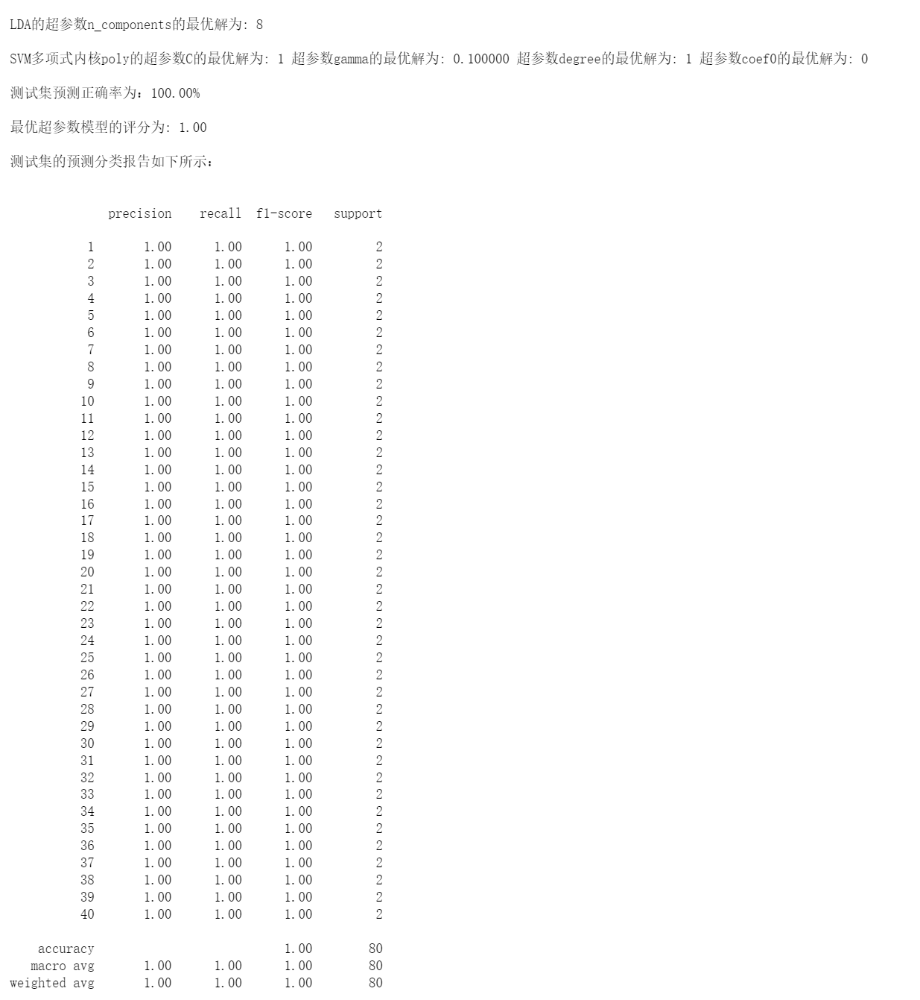 LDA的超参数n_components的最优解为: 8
SVM多项式内核poly的超参数C的最优解为: 1 超参数gamma的最优解为: 0.100000 超参数degree的最优解为: 1 超参数coef0的最优解为: 0
测试集预测正确率为：100.00%
最优超参数模型的评分为: 1.00
测试集的预测分类报告如下所示：
precision recall f1-score support
1 1.00 1.00 1.00 2
2 1.00 1.00 1.00 2
3 1.00 1.00 1.00 2
4 1.00 1.00 1.00 2
5 1.00 1.00 1.00 2
6 1.00 1.00 1.00 2
7 1.00 1.00 1.00 2
8 1.00 1.00 1.00 2
9 1.00 1.00 1.00 2
10 1.00 1.00 1.00 2
11 1.00 1.00 1.00 2
12 1.00 1.00 1.00 2
13 1.00 1.00 1.00 2
14 1.00 1.00 1.00 2
15 1.00 1.00 1.00 2
16 1.00 1.00 1.00 2
17 1.00 1.00 1.00 2
18 1.00 1.00 1.00 2
19 1.00 1.00 1.00 2
20 1.00 1.00 1.00 2
21 1.00 1.00 1.00 2
22 1.00 1.00 1.00 2
23 1.00 1.00 1.00 2
24 1.00 1.00 1.00 2
25 1.00 1.00 1.00 2
26 1.00 1.00 1.00 2
27 1.00 1.00 1.00 2
28 1.00 1.00 1.00 2
29 1.00 1.00 1.00 2
30 1.00 1.00 1.00 2
31 1.00 1.00 1.00 2
32 1.00 1.00 1.00 2
33 1.00 1.00 1.00 2
34 1.00 1.00 1.00 2
35 1.00 1.00 1.00 2
36 1.00 1.00 1.00 2
37 1.00 1.00 1.00 2
38 1.00 1.00 1.00 2
39 1.00 1.00 1.00 2
40 1.00 1.00 1.00 2
accuracy 1.00 80
macro avg 1.00 1.00 1.00 80
weighted avg 1.00 1.00 1.00 80